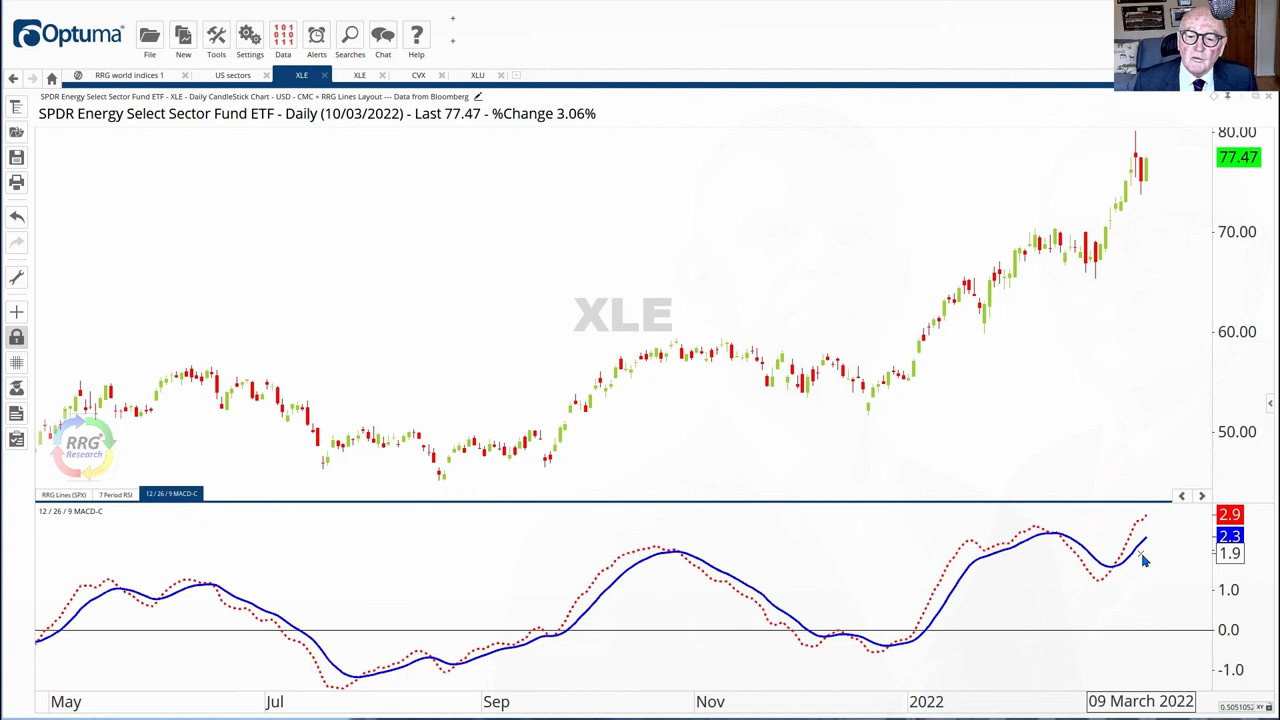 Optuma
File New Tools Settings Data Alerts Searches Chat Help
RRG world indices 1 US sectors XLE XLE CVX XLU
SPDR Energy Select Sector Fund ETF - XLE - Daily CandleStick Chart - USD - CMC + RRG Lines Layout --- Data from Bloomberg
SPDR Energy Select Sector Fund ETF - Daily (10/03/2022) - Last 77.47 - %Change 3.06%
80.00
77.47
70.00
XLE
60.00
50.00
RRG
Research
RRG Lines (SPX) 7 Period RSI 12 / 26 / 9 MACD-C
12 / 26 / 9 MACD-C
2.9
2.3
1.9
1.0
0.0
-1.0
May Jul Sep Nov 2022 09 March 2022
0.5051052 XY